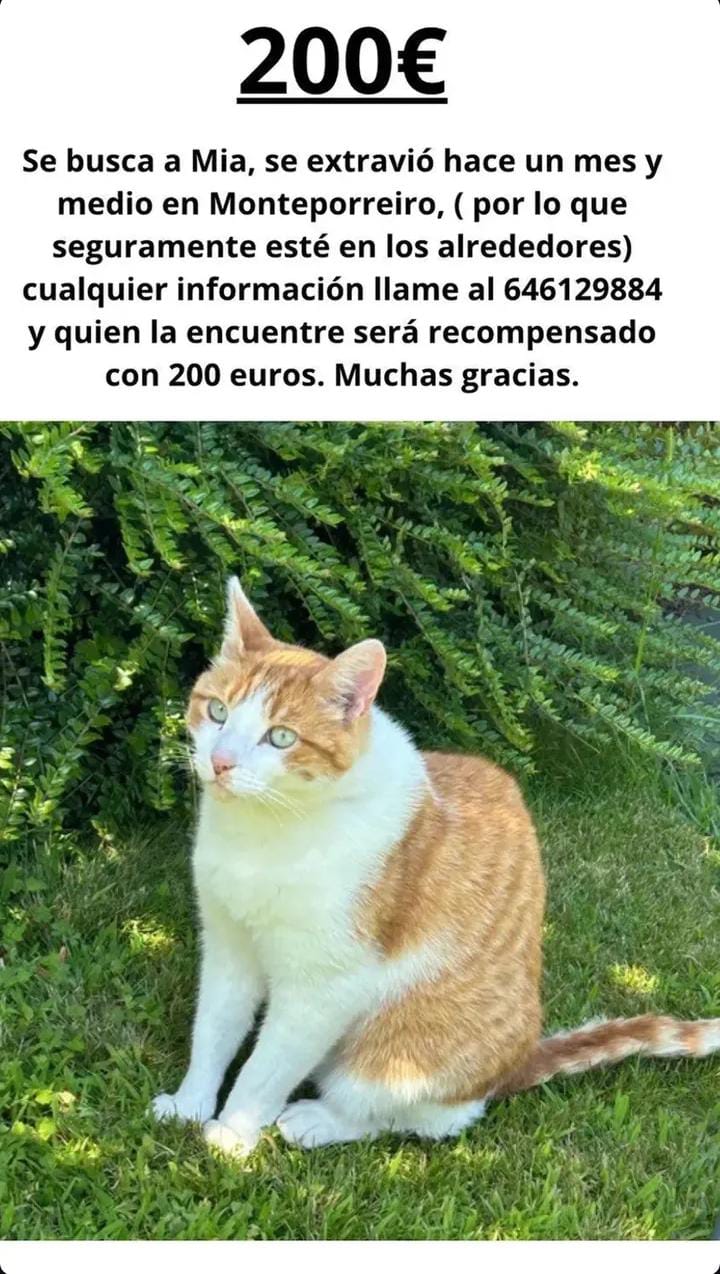 200€
Se busca a Mia, se extravió hace un mes y
medio en Monteporreiro, ( por lo que
seguramente esté en los alrededores)
cualquier información llame al 646129884
y quien la encuentre será recompensado
con 200 euros. Muchas gracias.